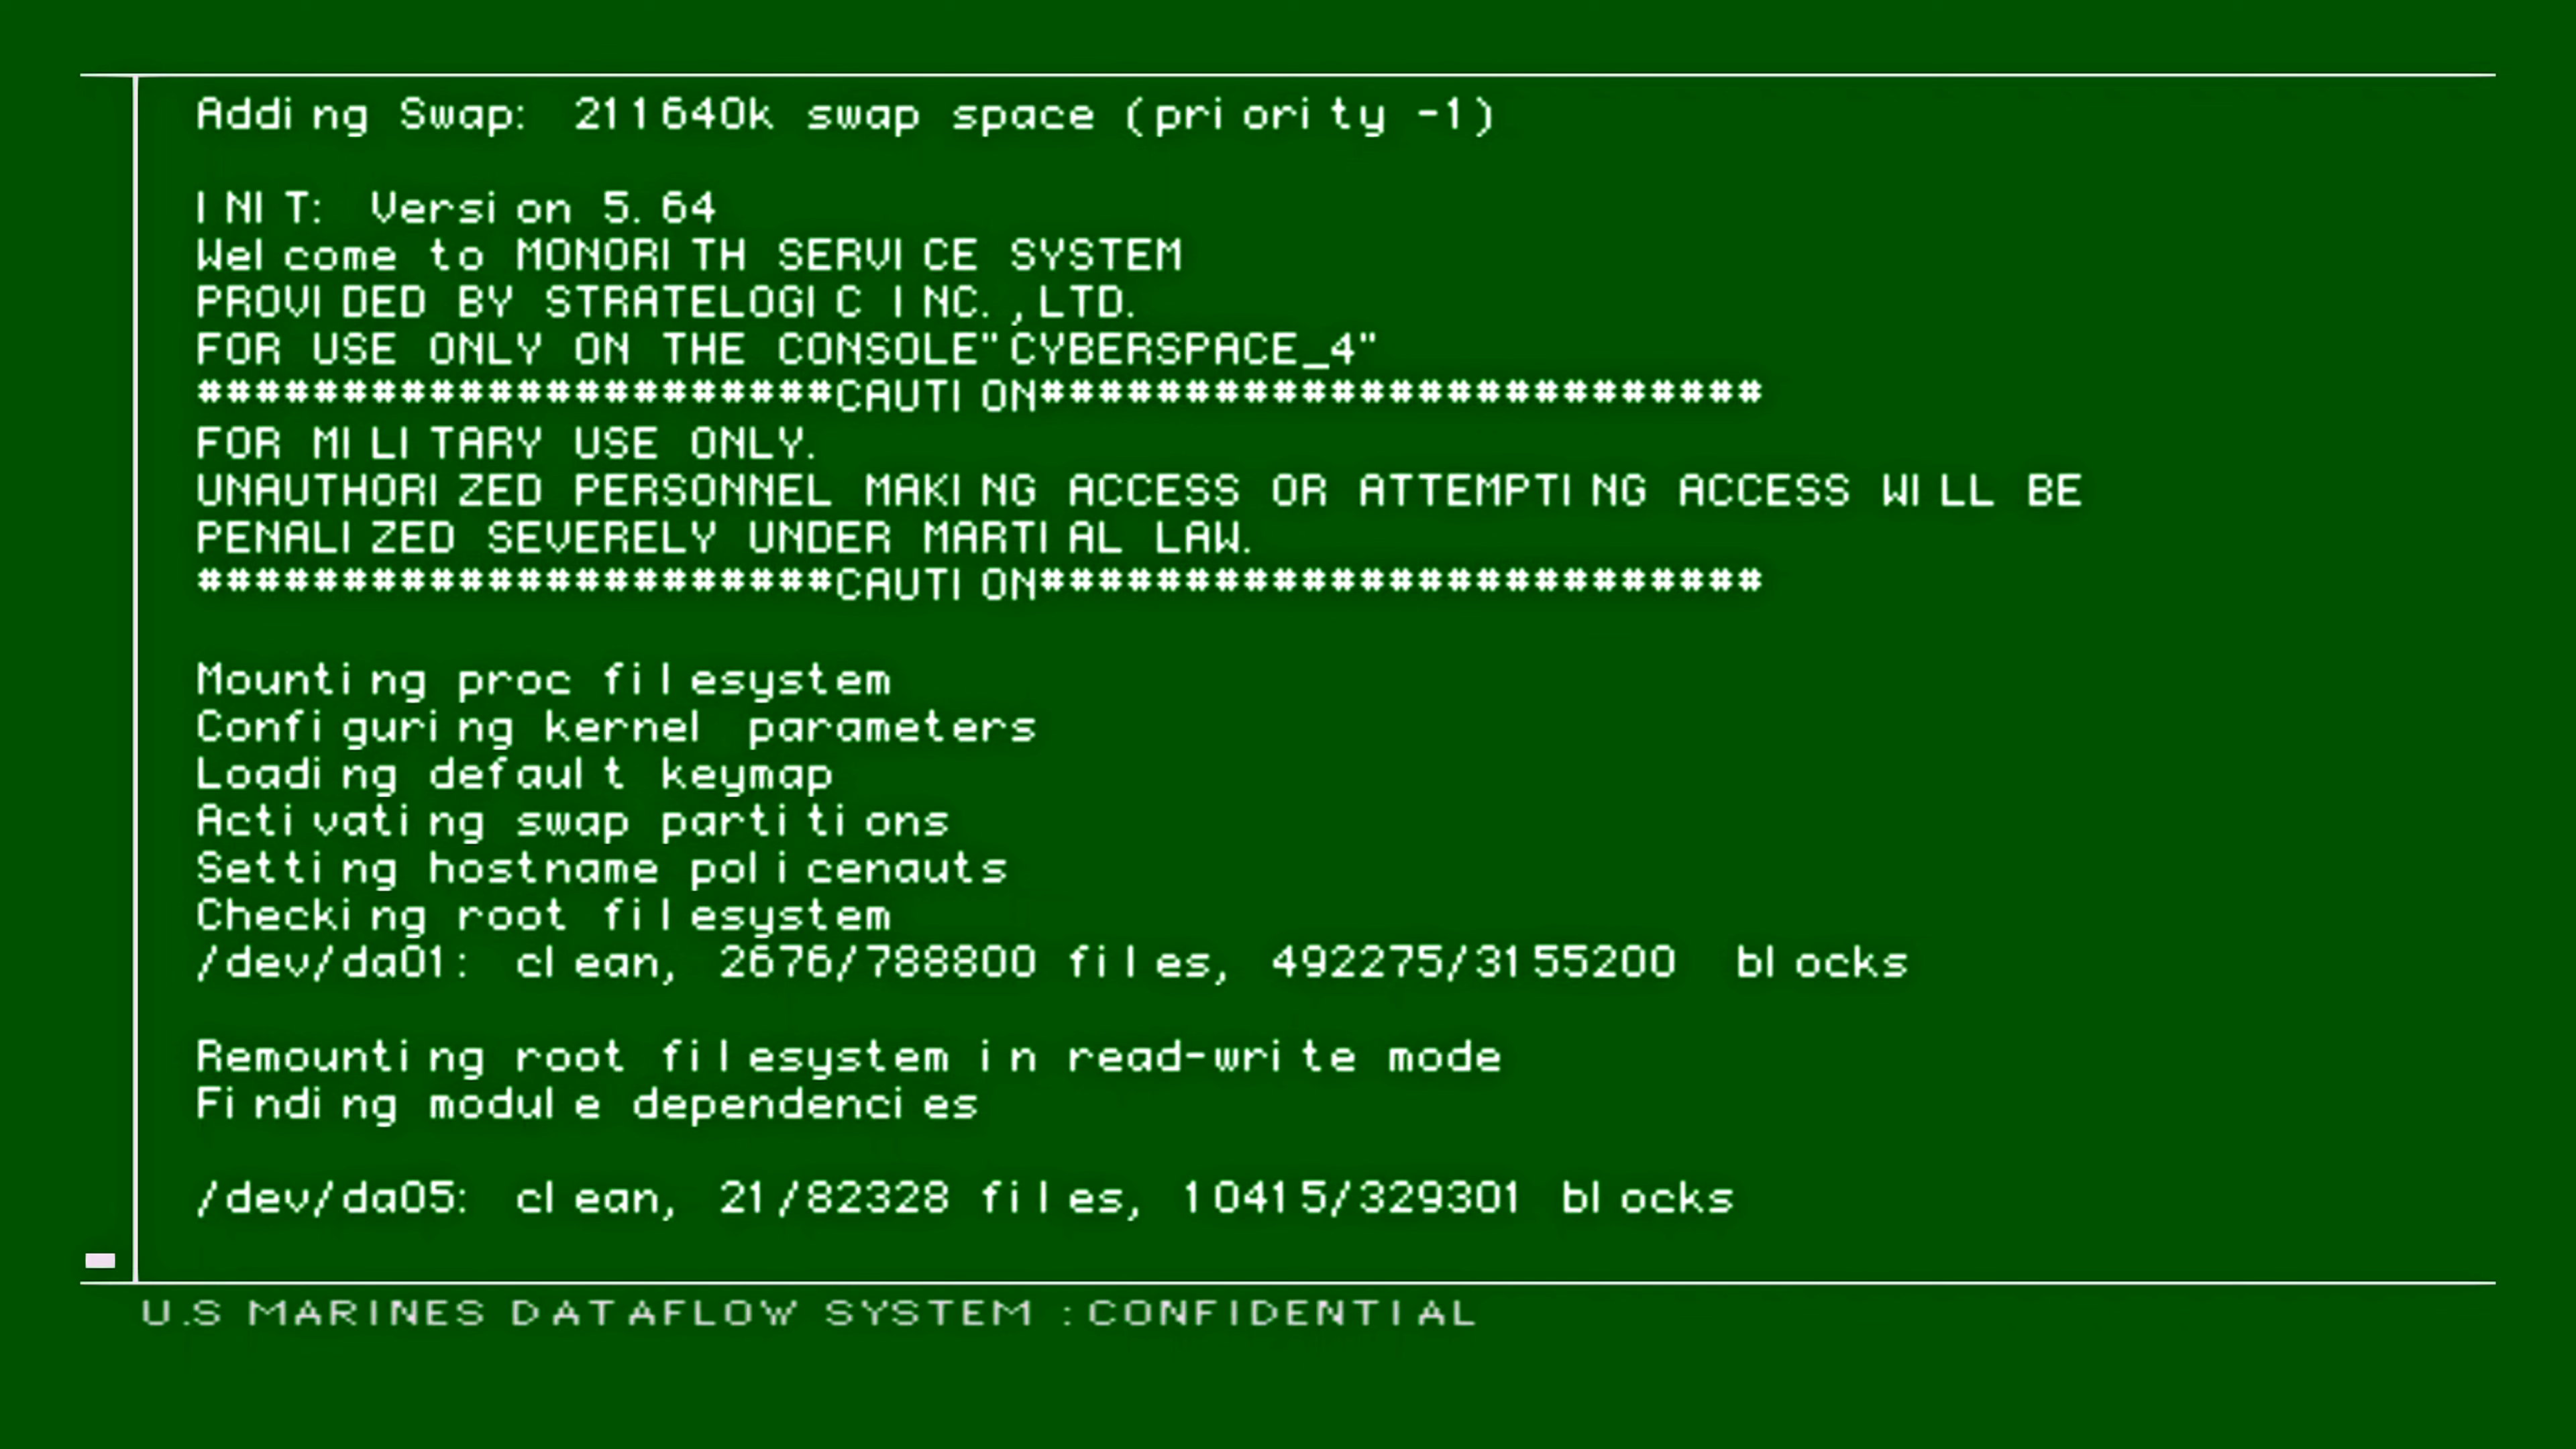 Adding Swap: 211640k swap space (priority -1)
INIT: Version 5.64
Welcome to MONORITH SERVICE SYSTEM
PROVIDED BY STRATELOGIC INC.,LTD.
FOR USE ONLY ON THE CONSOLE"CYBERSPACE_4"
######################CAUTION#########################
FOR MILITARY USE ONLY.
UNAUTHORIZED PERSONNEL MAKING ACCESS OR ATTEMPTING ACCESS WILL BE
PENALIZED SEVERELY UNDER MARTIAL LAW.
######################CAUTION#########################
Mounting proc filesystem
Configuring kernel parameters
Loading default keymap
Activating swap partitions
Setting hostname policenauts
Checking root filesystem
/dev/da01: clean, 2676/788800 files, 492275/3155200 blocks
Remounting root filesystem in read-write mode
Finding module dependencies
/dev/da05: clean, 21/82328 files, 10415/329301 blocks
U.S MARINES DATAFLOW SYSTEM :CONFIDENTIAL